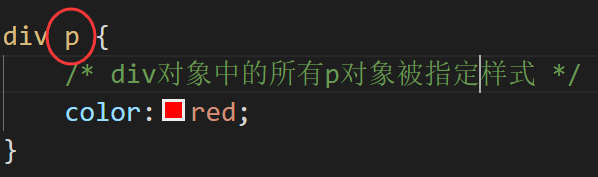 div p {
/* div对象中的所有p对象被指定样式 */
color:red;
}